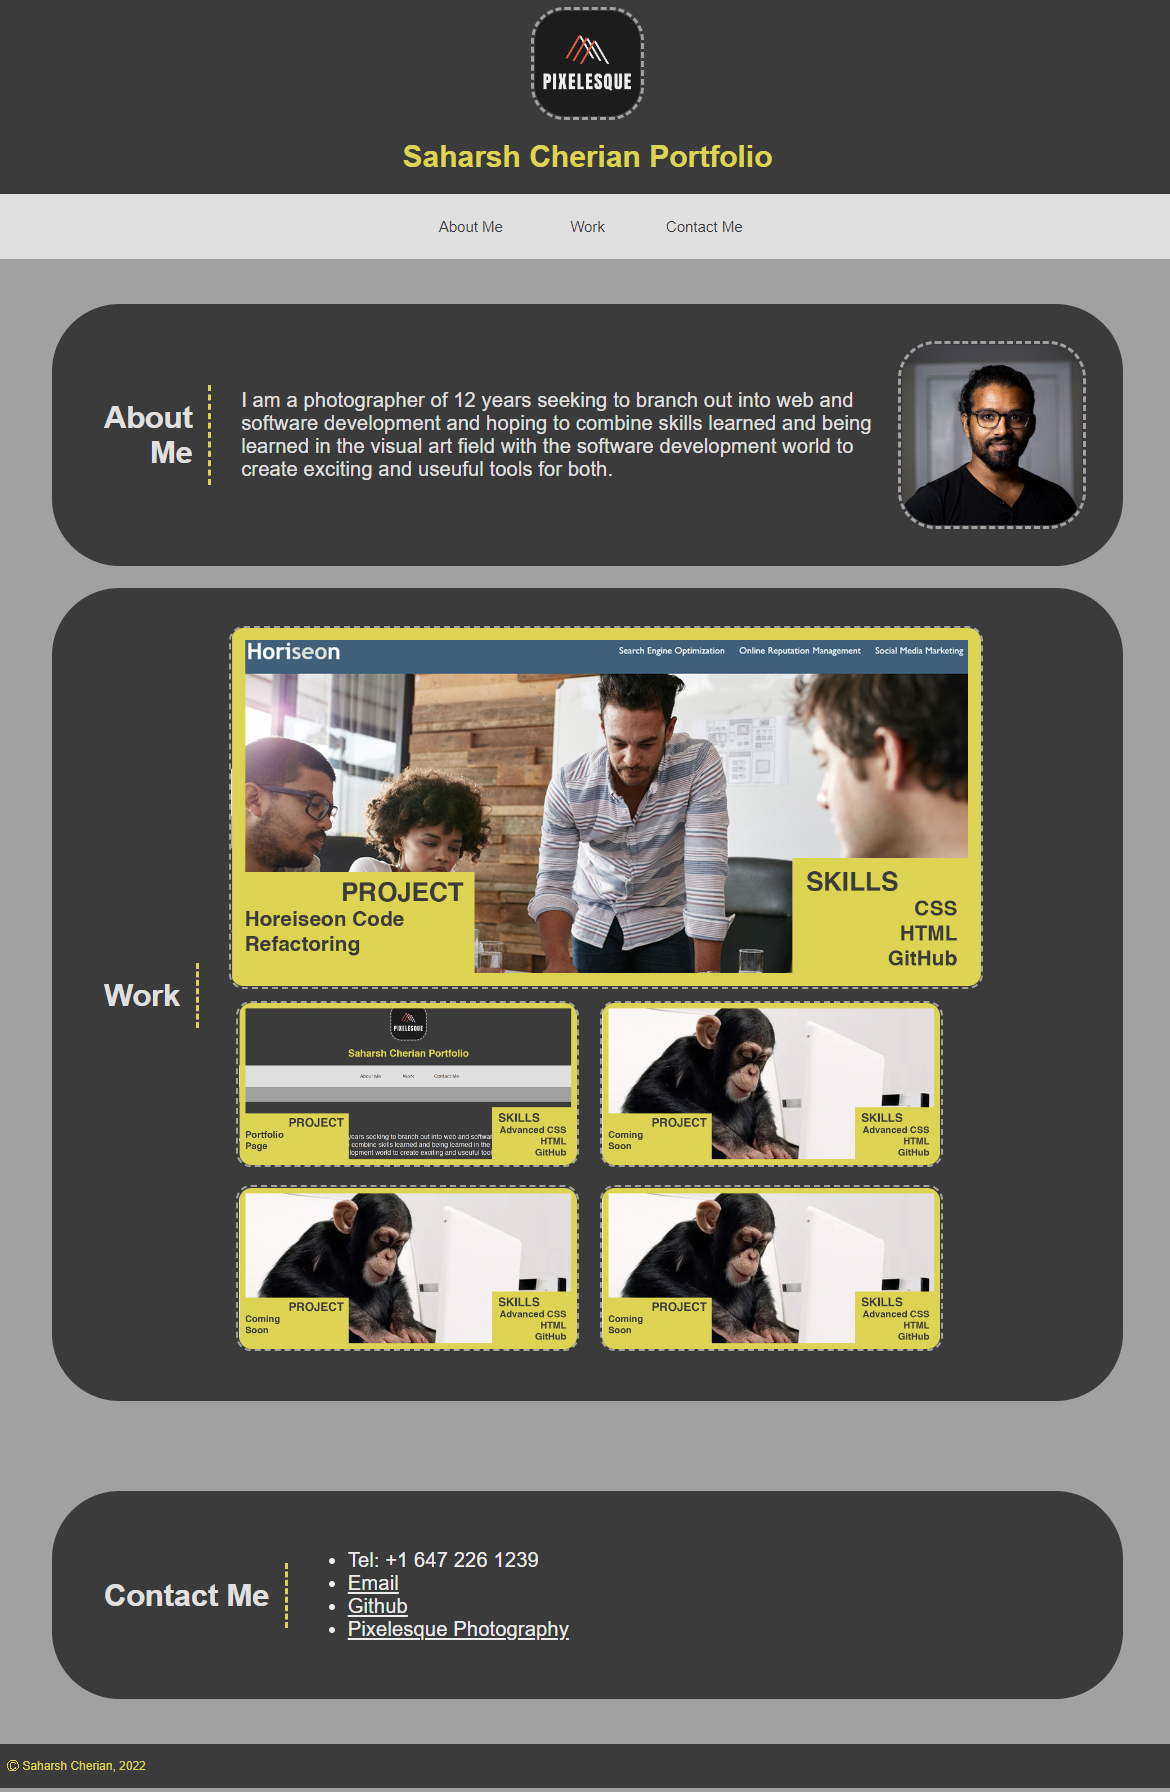 PIXELESQUE
Saharsh Cherian Portfolio
About Me Work Contact Me
About
Me
I am a photographer of 12 years seeking to branch out into web and
software development and hoping to combine skills learned and being
learned in the visual art field with the software development world to
create exciting and useuful tools for both.
Work
Horiseon Search Engine Optimization Online Reputation Management Social Media Marketing
PROJECT
Horeiseon Code
Refactoring
SKILLS
CSS
HTML
GitHub
PIXELESQUE
Saharsh Cherian Portfolio
About Me Work Contact Me
years seeking to branch out into web and softwar
combine skills learned and being learned in the
lopment world to create exciting and useuful tool
PROJECT
Portfolio
Page
SKILLS
Advanced CSS
HTML
GitHub
PROJECT
Coming
Soon
SKILLS
Advanced CSS
HTML
GitHub
PROJECT
Coming
Soon
SKILLS
Advanced CSS
HTML
GitHub
PROJECT
Coming
Soon
SKILLS
Advanced CSS
HTML
GitHub
Contact Me
• Tel: +1 647 226 1239
• Email
• Github
• Pixelesque Photography
© Saharsh Cherian, 2022